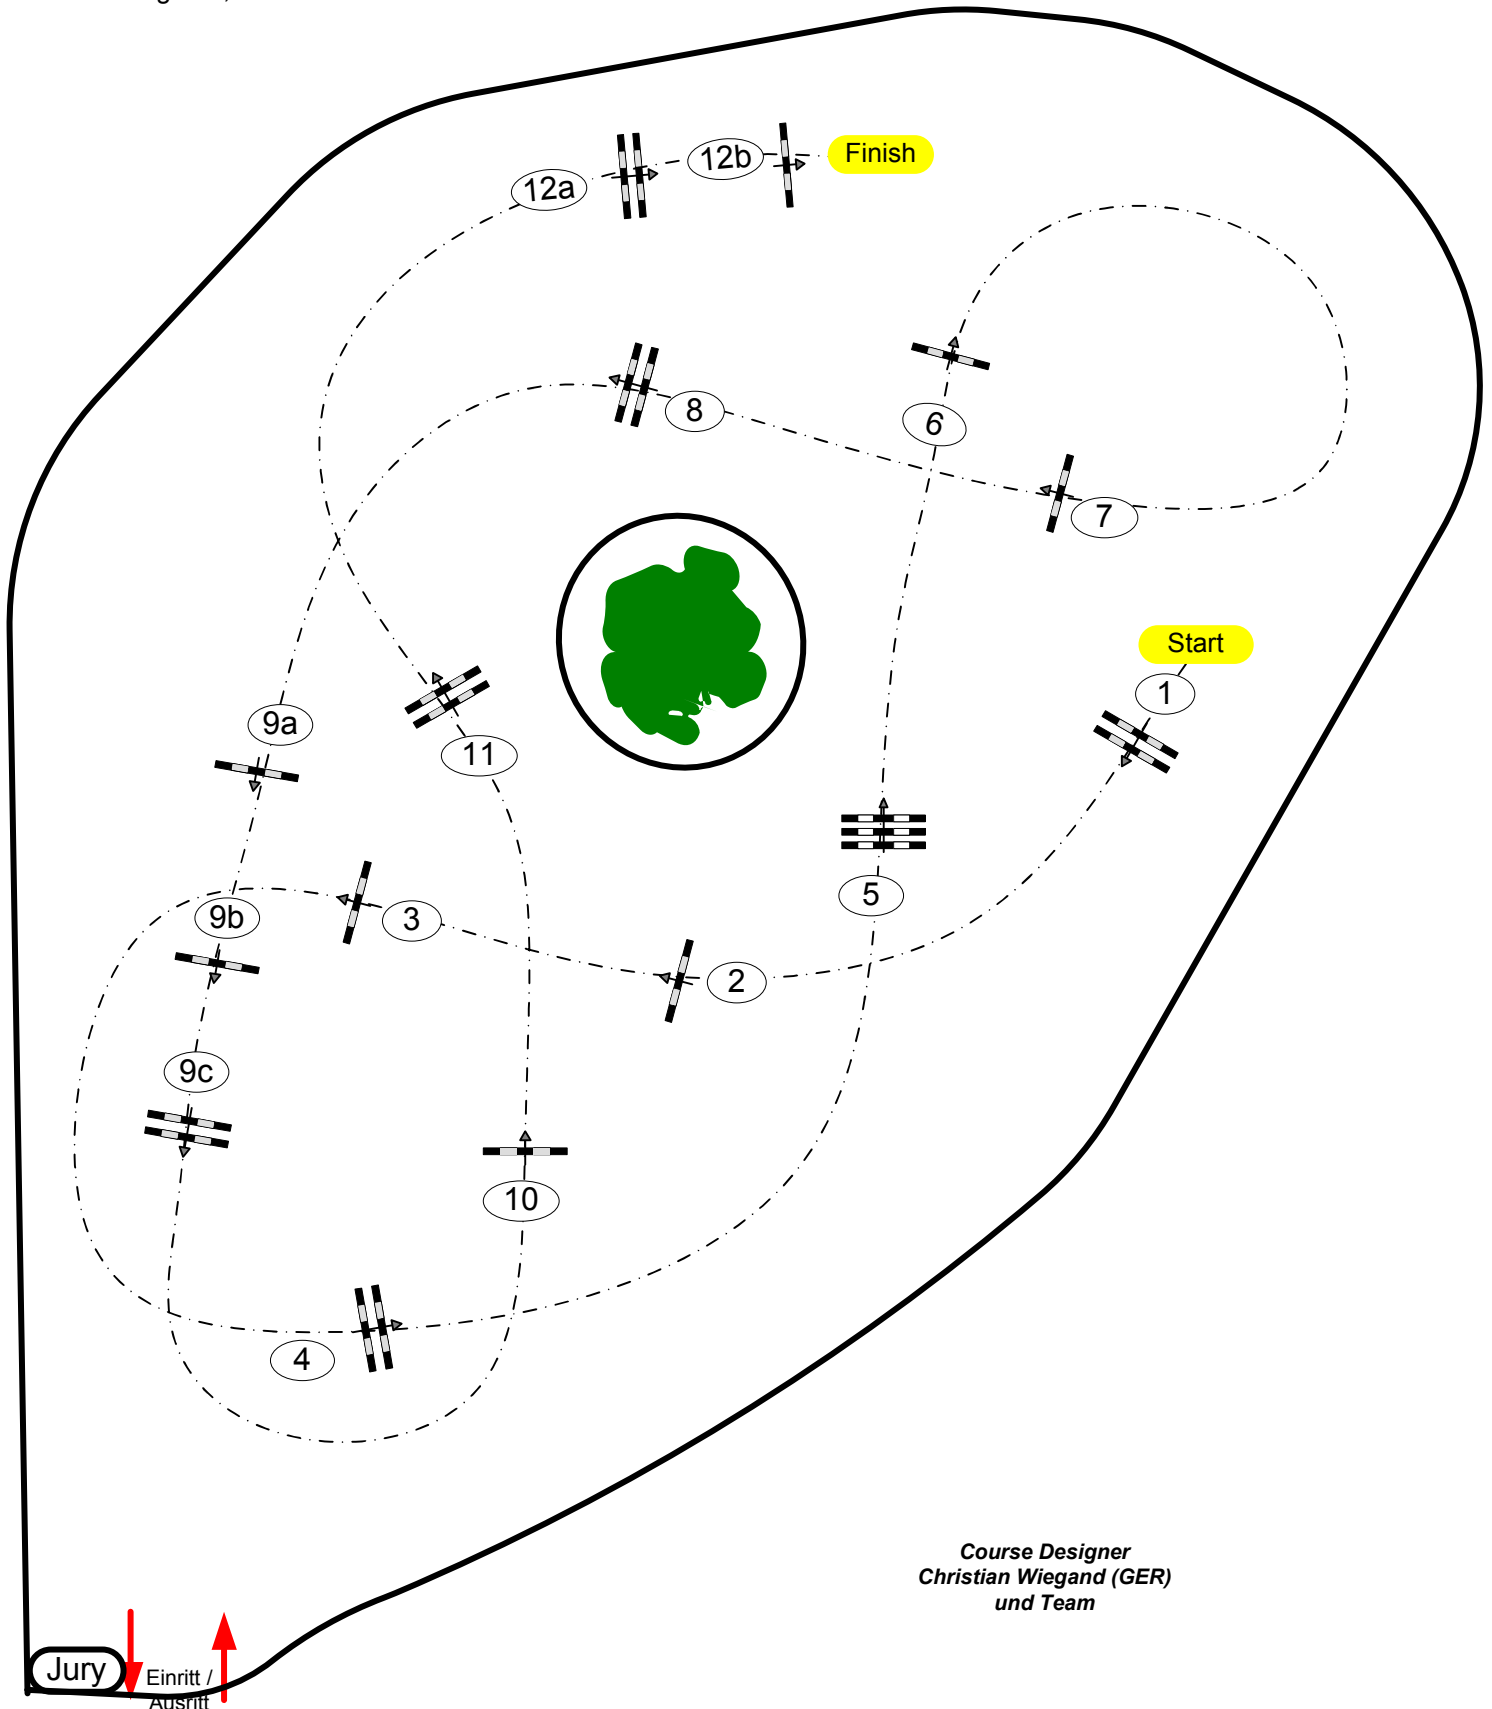 Finish
12b
12a
8
6
7
Start
1
9a
11
5
9b
3
2
9c
10
4
Course Designer
Christian Wiegand (GER)
und Team
Jury
Einritt /
Ausritt